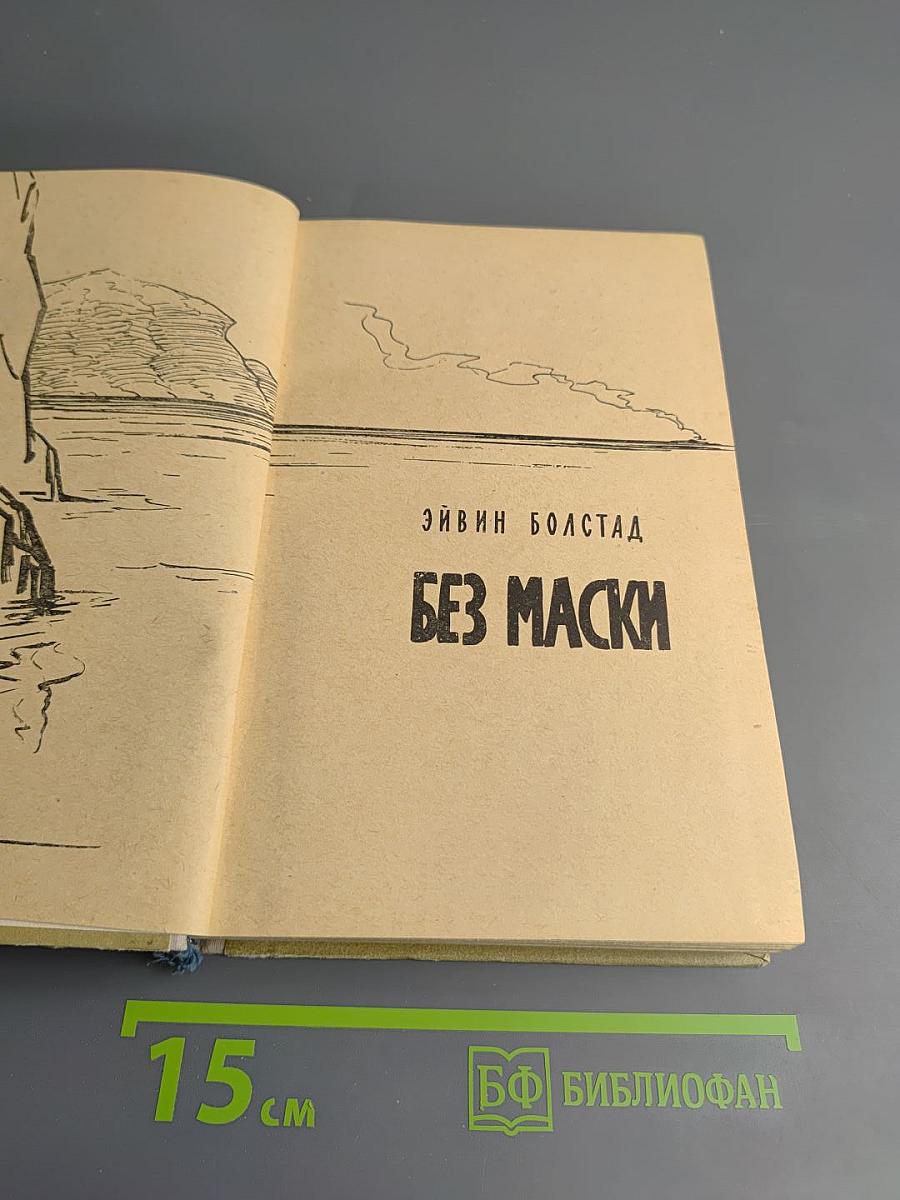 ЭЙВИН БОЛСТАД
БЕЗ МАСКИ
15 см
БФ БИБЛИОФАН